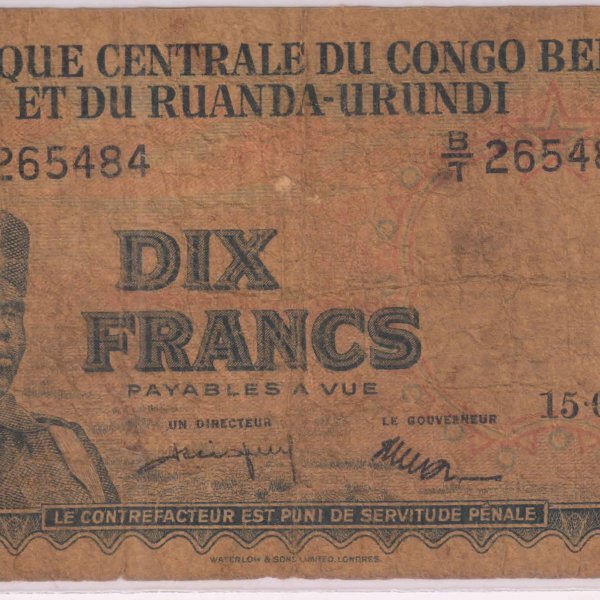 QUE CENTRALE DU CONGO BE
ET DU RUANDA-URUNDI
265484 B/T 26548
DIX
FRANCS
PAYABLES A VUE
UN DIRECTEUR LE GOUVERNEUR
15·0
LE CONTREFACTEUR EST PUNI DE SERVITUDE PÉNALE
WATERLOW & SONS LIMITED, LONDRES.